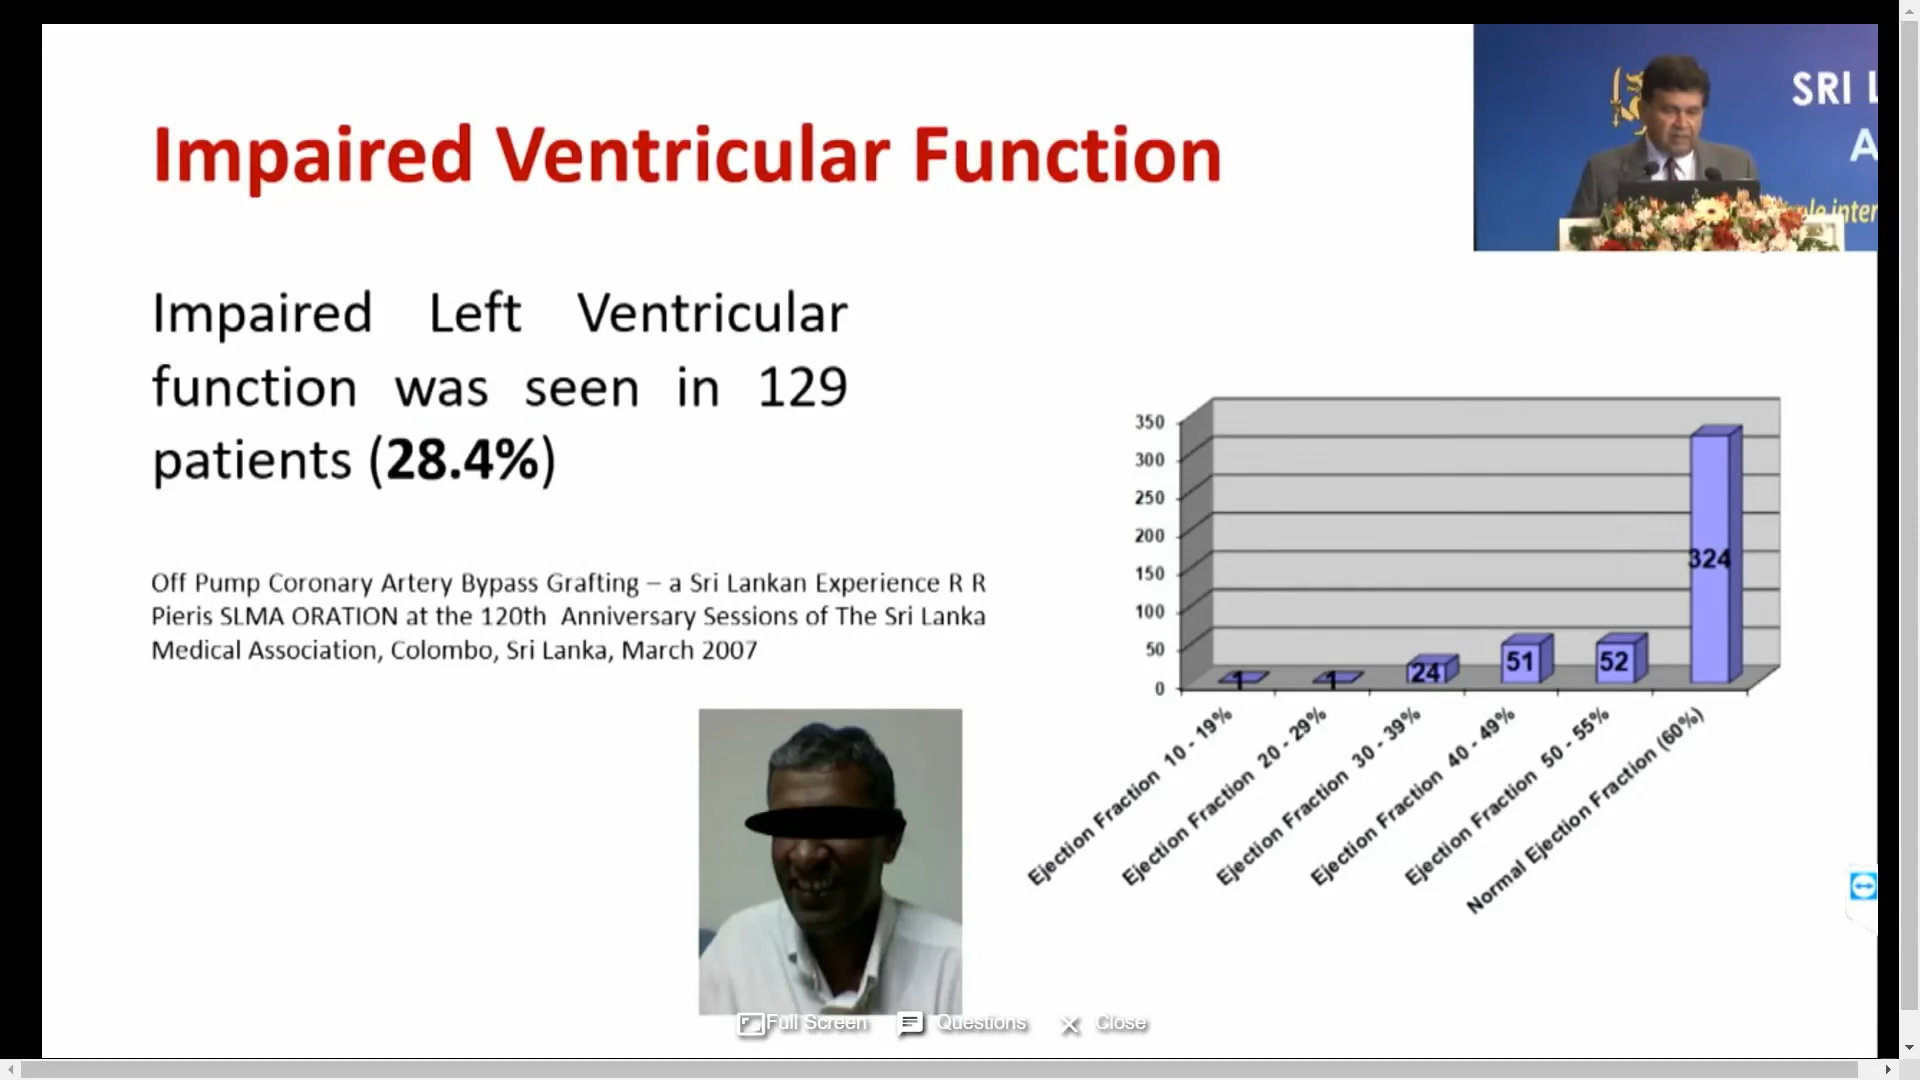 Impaired Ventricular Function
SRI L
A
Impaired Left Ventricular
function was seen in 129
patients (28.4%)
Off Pump Coronary Artery Bypass Grafting – a Sri Lankan Experience R R
Pieris SLMA ORATION at the 120th Anniversary Sessions of The Sri Lanka
Medical Association, Colombo, Sri Lanka, March 2007
350
300
250
200
150
100
50
0
1
1
24
51
52
324
Ejection Fraction 10 - 19%
Ejection Fraction 20 - 29%
Ejection Fraction 30 - 39%
Ejection Fraction 40 - 49%
Ejection Fraction 50 - 55%
Normal Ejection Fraction (60%)
Full Screen Questions Close